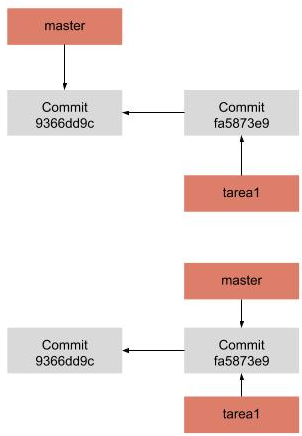 master
Commit
9366dd9c
Commit
fa5873e9
tarea1
master
Commit
9366dd9c
Commit
fa5873e9
tarea1